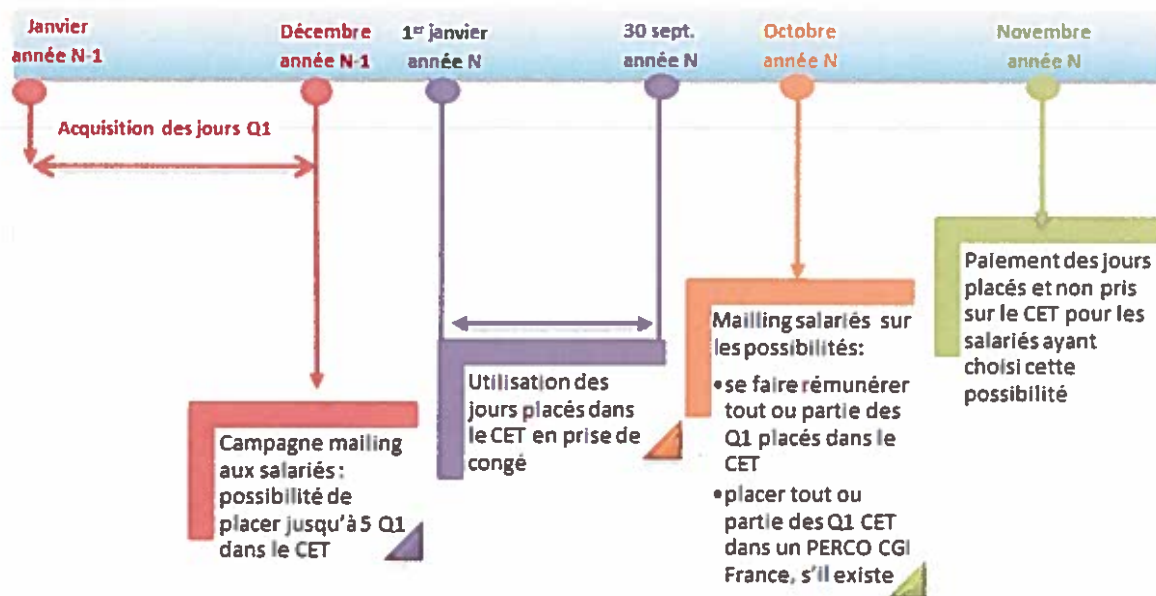 Janvier
année N-1
Décembre
année N-1
1er janvier
année N
30 sept.
année N
Octobre
année N
Novembre
année N
Acquisition des jours Q1
Campagne mailing
aux salariés :
possibilité de
placer jusqu'à 5 Q1
dans le CET
Utilisation des
jours placés dans
le CET en prise de
congé
Mailling salariés sur
les possibilités:
•se faire rémunérer
tout ou partie des
Q1 placés dans le
CET
•placer tout ou
partie des Q1 CET
dans un PERCO CGI
France, s'il existe
Paiement des jours
placés et non pris
sur le CET pour les
salariés ayant
choisi cette
possibilité